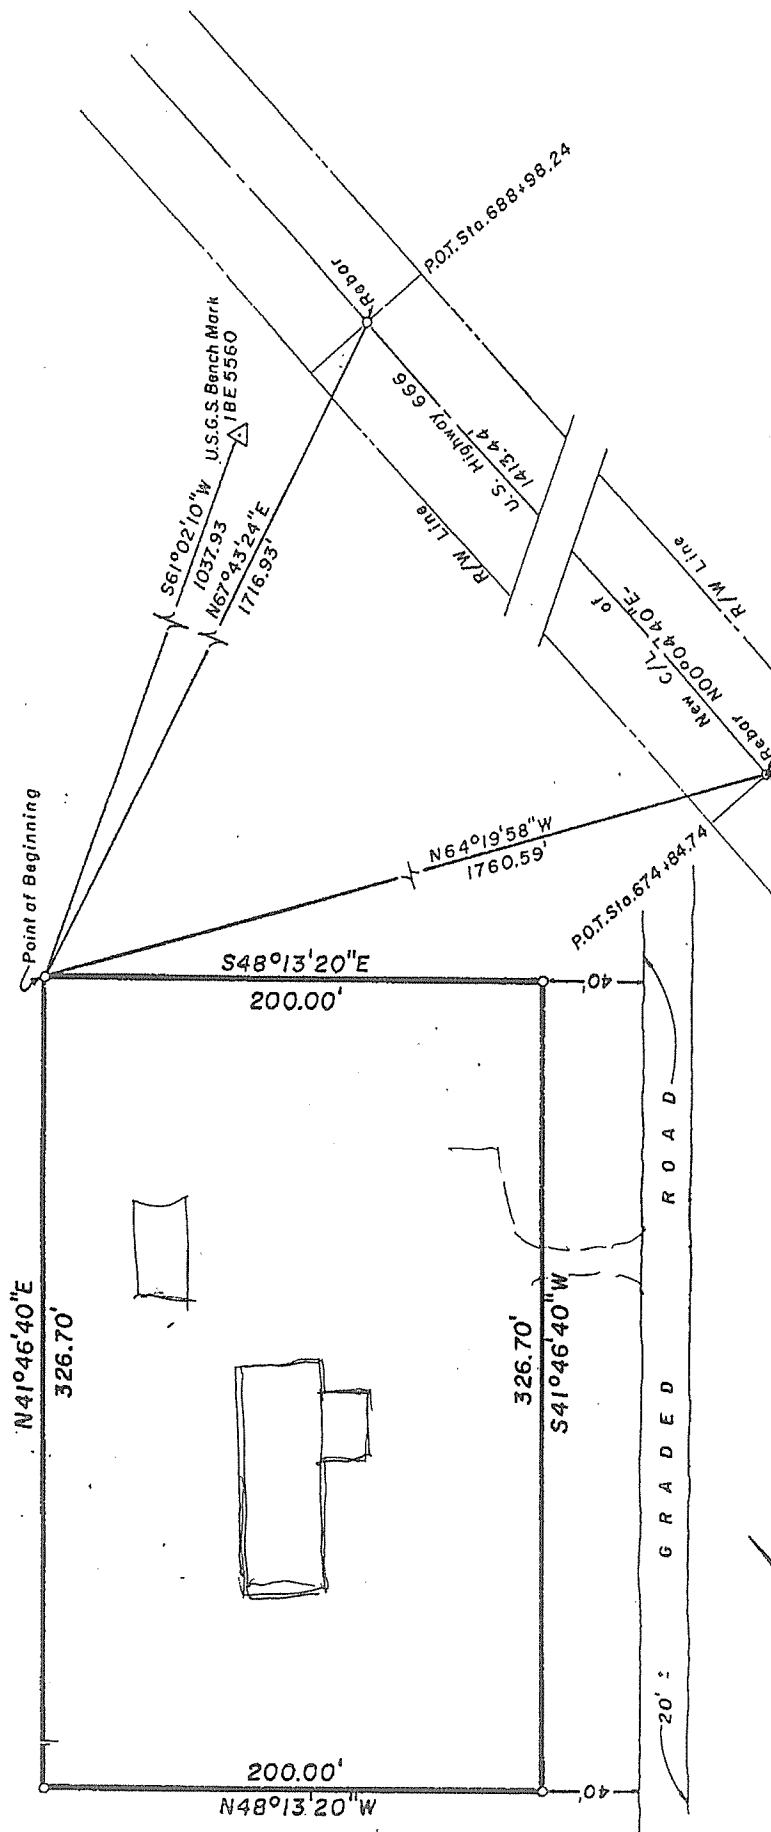 P.O.T. Sta. 688+98.24
Rebar
U.S.G.S. Bench Mark
1BE 5560
S61°02'10"W
1037.93
N67°43'24"E
1716.93'
U.S. Highway 666
1413.44'
R/W Line
New C/L of
N00°04'40"E
R/W Line
Rebar
N64°19'58"W
1760.59'
P.O.T. Sta. 674+84.74
Point of Beginning
S48°13'20"E
200.00'
40'
N41°46'40"E
326.70'
326.70'
S41°46'40"W
GRADED ROAD
20' ±
200.00'
N48°13'20"W
40'